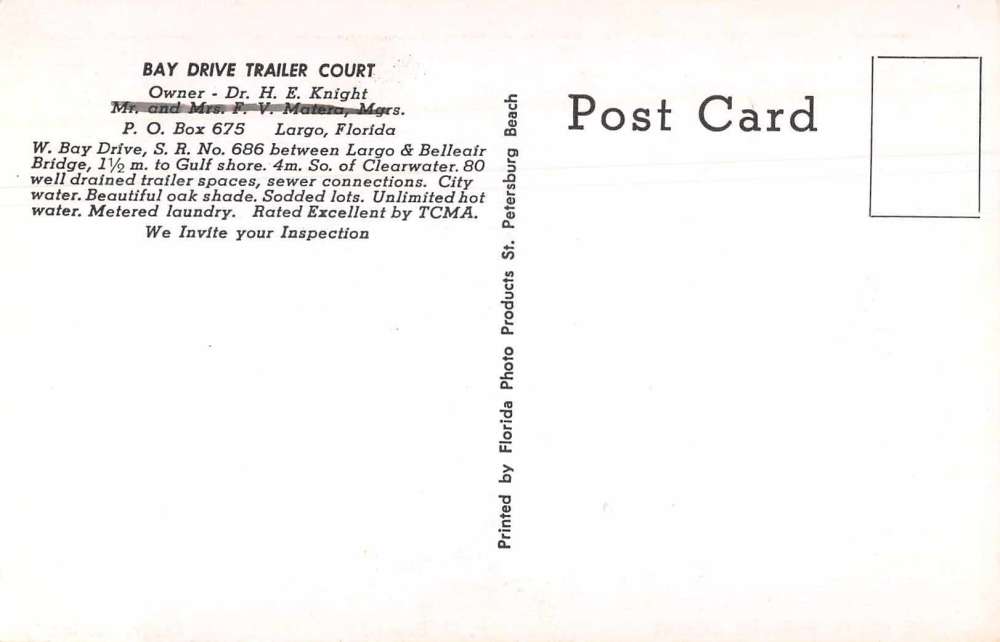 BAY DRIVE TRAILER COURT
Owner - Dr. H. E. Knight
Mr. and Mrs. F. V. Matera, Mgrs.
P. O. Box 675 Largo, Florida
W. Bay Drive, S. R. No. 686 between Largo & Belleair
Bridge, 1½ m. to Gulf shore. 4m. So. of Clearwater. 80
well drained trailer spaces, sewer connections. City
water. Beautiful oak shade. Sodded lots. Unlimited hot
water. Metered laundry. Rated Excellent by TCMA.
We Invite your Inspection
Printed by Florida Photo Products St. Petersburg Beach
Post Card